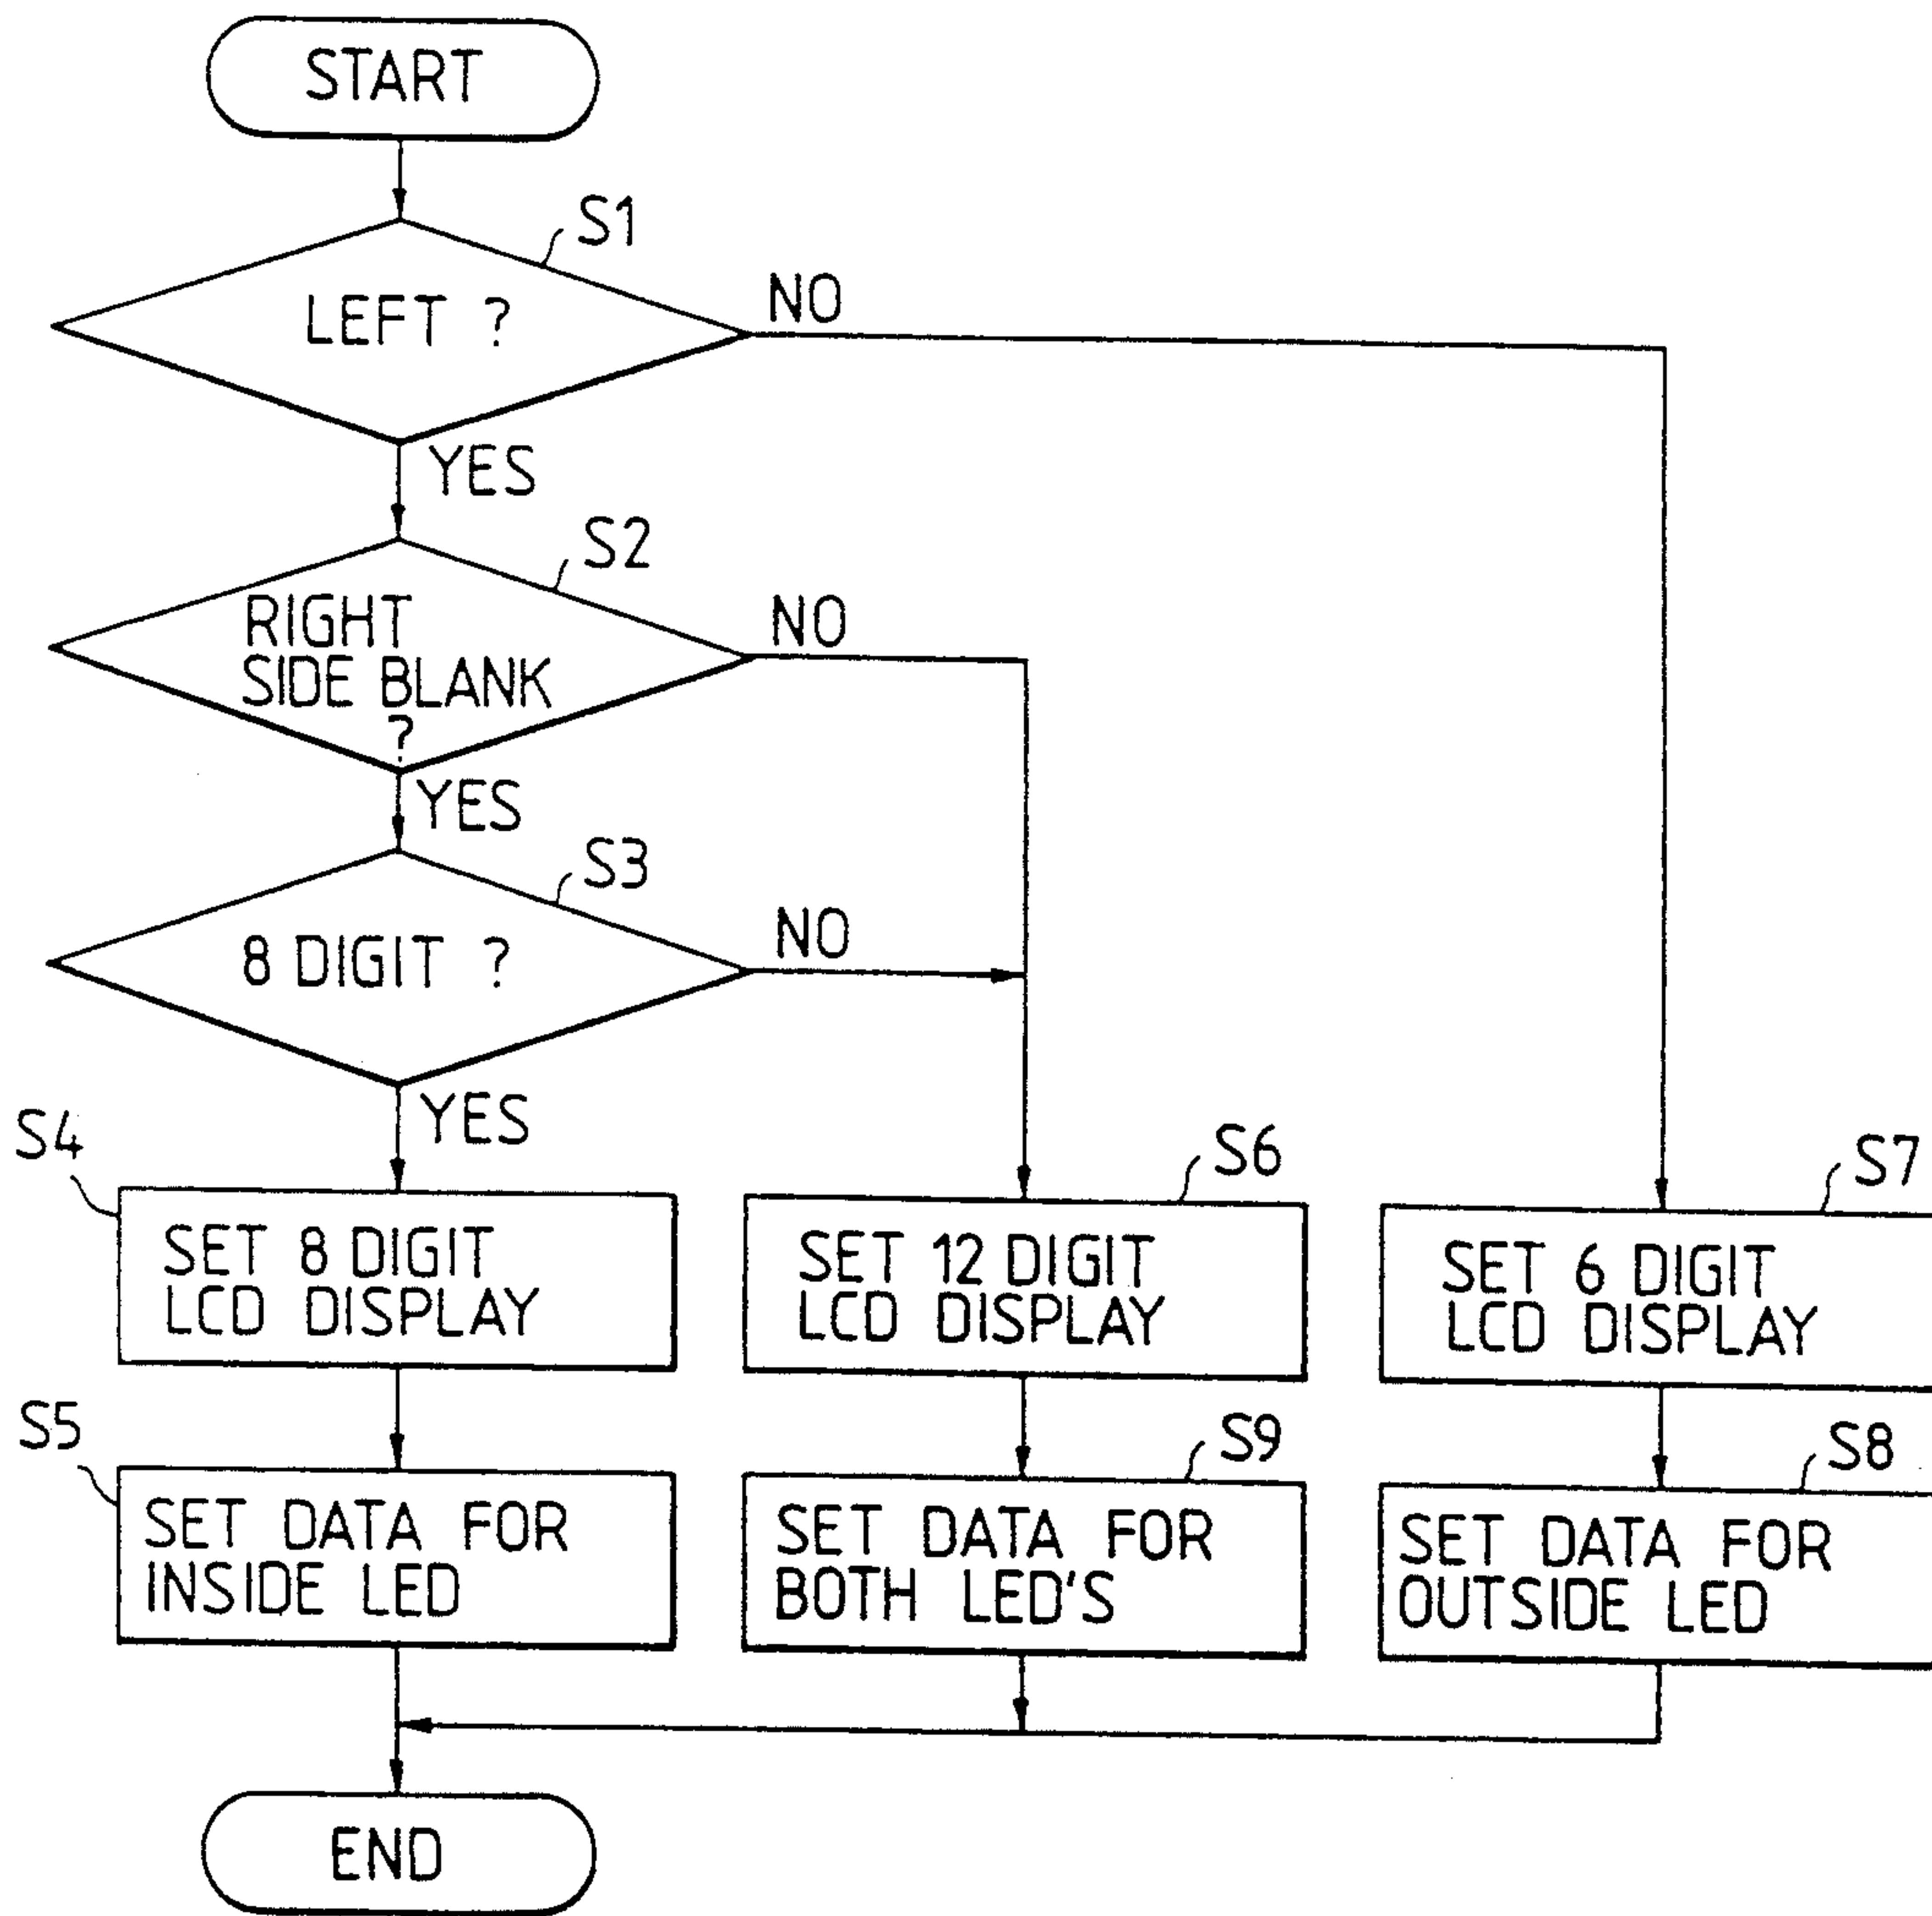 START
S1
LEFT ?
NO
YES
S2
RIGHT
SIDE BLANK
?
NO
YES
S3
8 DIGIT ?
NO
YES
S4
SET 8 DIGIT
LCD DISPLAY
S6
SET 12 DIGIT
LCD DISPLAY
S7
SET 6 DIGIT
LCD DISPLAY
S5
SET DATA FOR
INSIDE LED
S9
SET DATA FOR
BOTH LED'S
S8
SET DATA FOR
OUTSIDE LED
END